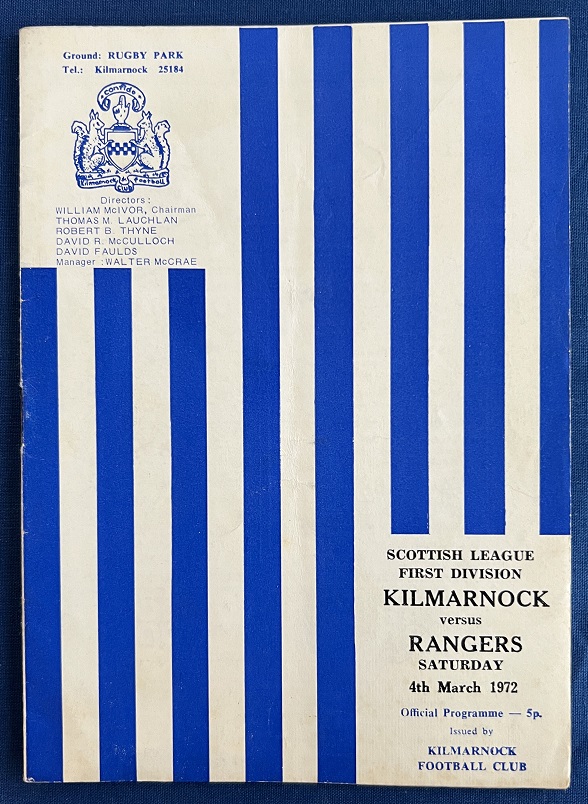 Ground: RUGBY PARK
Tel.: Kilmarnock 25184
Confidemus
Kilmarnock Football
Club
Directors:
WILLIAM McIVOR, Chairman
THOMAS M. LAUCHLAN
ROBERT B. THYNE
DAVID R. McCULLOCH
DAVID FAULDS
Manager : WALTER McCRAE
SCOTTISH LEAGUE
FIRST DIVISION
KILMARNOCK
versus
RANGERS
SATURDAY
4th March 1972
Official Programme — 5p.
Issued by
KILMARNOCK
FOOTBALL CLUB